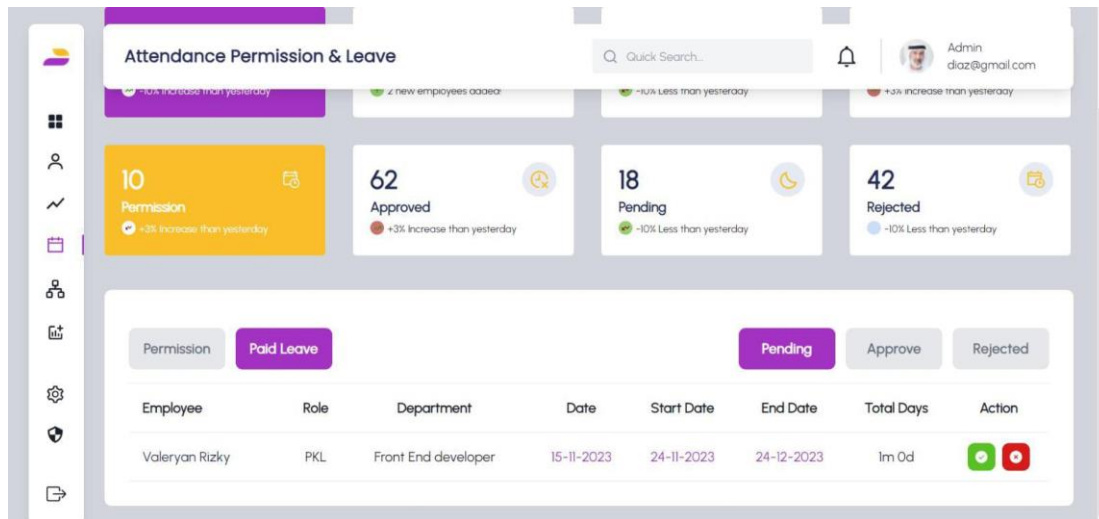 Attendance Permission & Leave
Quick Search...
Admin
diaz@gmail.com
-10% Increase than yesterday
2 new employees added!
-10% Less than yesterday
+3% Increase than yesterday
10
Permission
+3% Increase than yesterday
62
Approved
+3% Increase than yesterday
18
Pending
-10% Less than yesterday
42
Rejected
-10% Less than yesterday
Permission Paid Leave Pending Approve Rejected
Employee Role Department Date Start Date End Date Total Days Action
Valeryan Rizky PKL Front End developer 15-11-2023 24-11-2023 24-12-2023 1m 0d